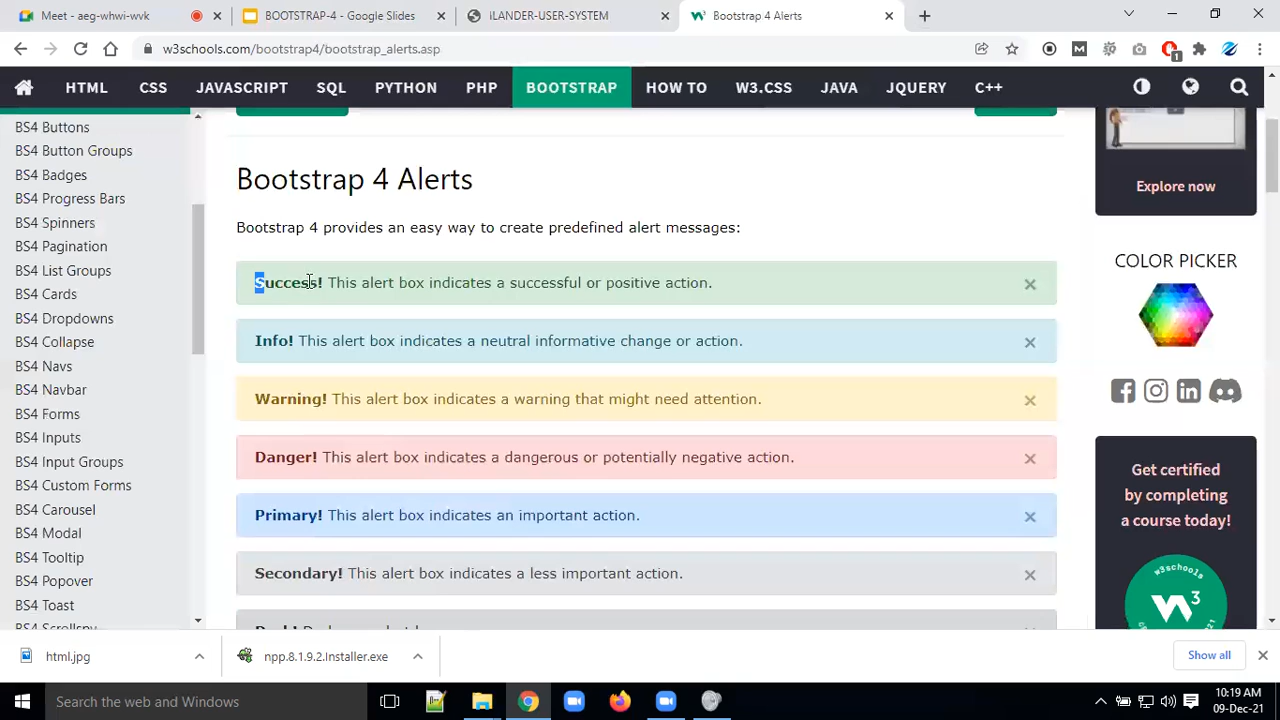 Meet - aeg-whwi-wvk
BOOTSTRAP-4 - Google Slides
iLANDER-USER-SYSTEM
Bootstrap 4 Alerts
w3schools.com/bootstrap4/bootstrap_alerts.asp
1
HTML CSS JAVASCRIPT SQL PYTHON PHP BOOTSTRAP HOW TO W3.CSS JAVA JQUERY C++
BS4 Buttons
BS4 Button Groups
BS4 Badges
BS4 Progress Bars
BS4 Spinners
BS4 Pagination
BS4 List Groups
BS4 Cards
BS4 Dropdowns
BS4 Collapse
BS4 Navs
BS4 Navbar
BS4 Forms
BS4 Inputs
BS4 Input Groups
BS4 Custom Forms
BS4 Carousel
BS4 Modal
BS4 Tooltip
BS4 Popover
BS4 Toast
BS4 Scrollspy
Bootstrap 4 Alerts
Bootstrap 4 provides an easy way to create predefined alert messages:
Success! This alert box indicates a successful or positive action.
Info! This alert box indicates a neutral informative change or action.
Warning! This alert box indicates a warning that might need attention.
Danger! This alert box indicates a dangerous or potentially negative action.
Primary! This alert box indicates an important action.
Secondary! This alert box indicates a less important action.
Explore now
COLOR PICKER
Get certified
by completing
a course today!
w3schools
html.jpg
npp.8.1.9.2.Installer.exe
Show all
Search the web and Windows
10:19 AM
09-Dec-21